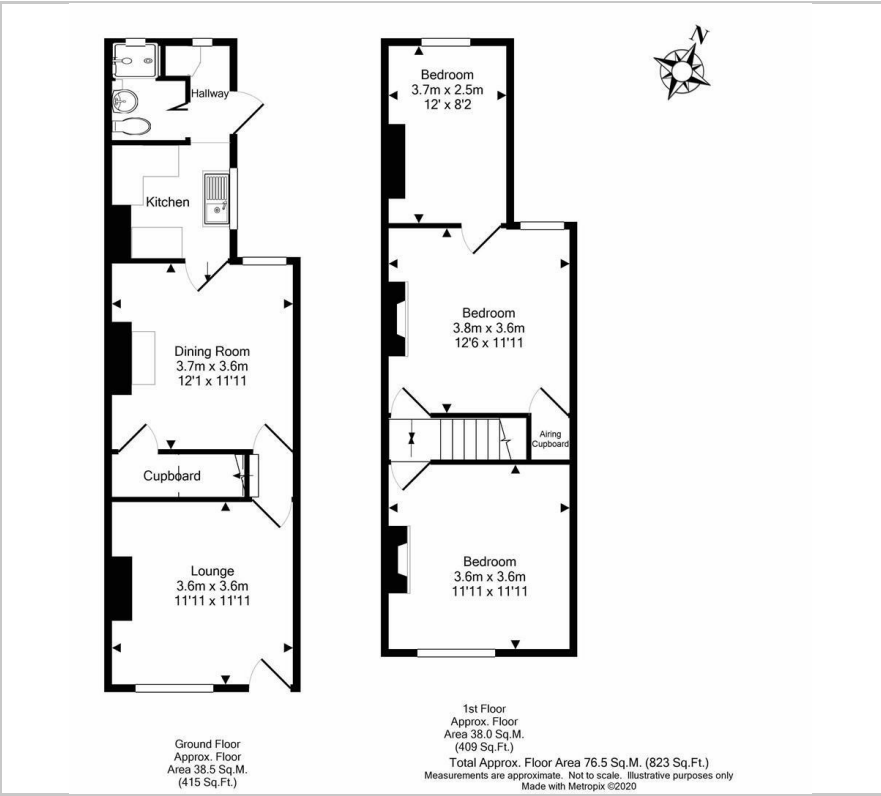 N
Hallway
Kitchen
Dining Room
3.7m x 3.6m
12'1 x 11'11
Cupboard
Lounge
3.6m x 3.6m
11'11 x 11'11
Ground Floor
Approx. Floor
Area 38.5 Sq.M.
(415 Sq.Ft.)
Bedroom
3.7m x 2.5m
12' x 8'2
Bedroom
3.8m x 3.6m
12'6 x 11'11
Airing
Cupboard
Bedroom
3.6m x 3.6m
11'11 x 11'11
1st Floor
Approx. Floor
Area 38.0 Sq.M.
(409 Sq.Ft.)
Total Approx. Floor Area 76.5 Sq.M. (823 Sq.Ft.)
Measurements are approximate. Not to scale. Illustrative purposes only
Made with Metropix ©2020